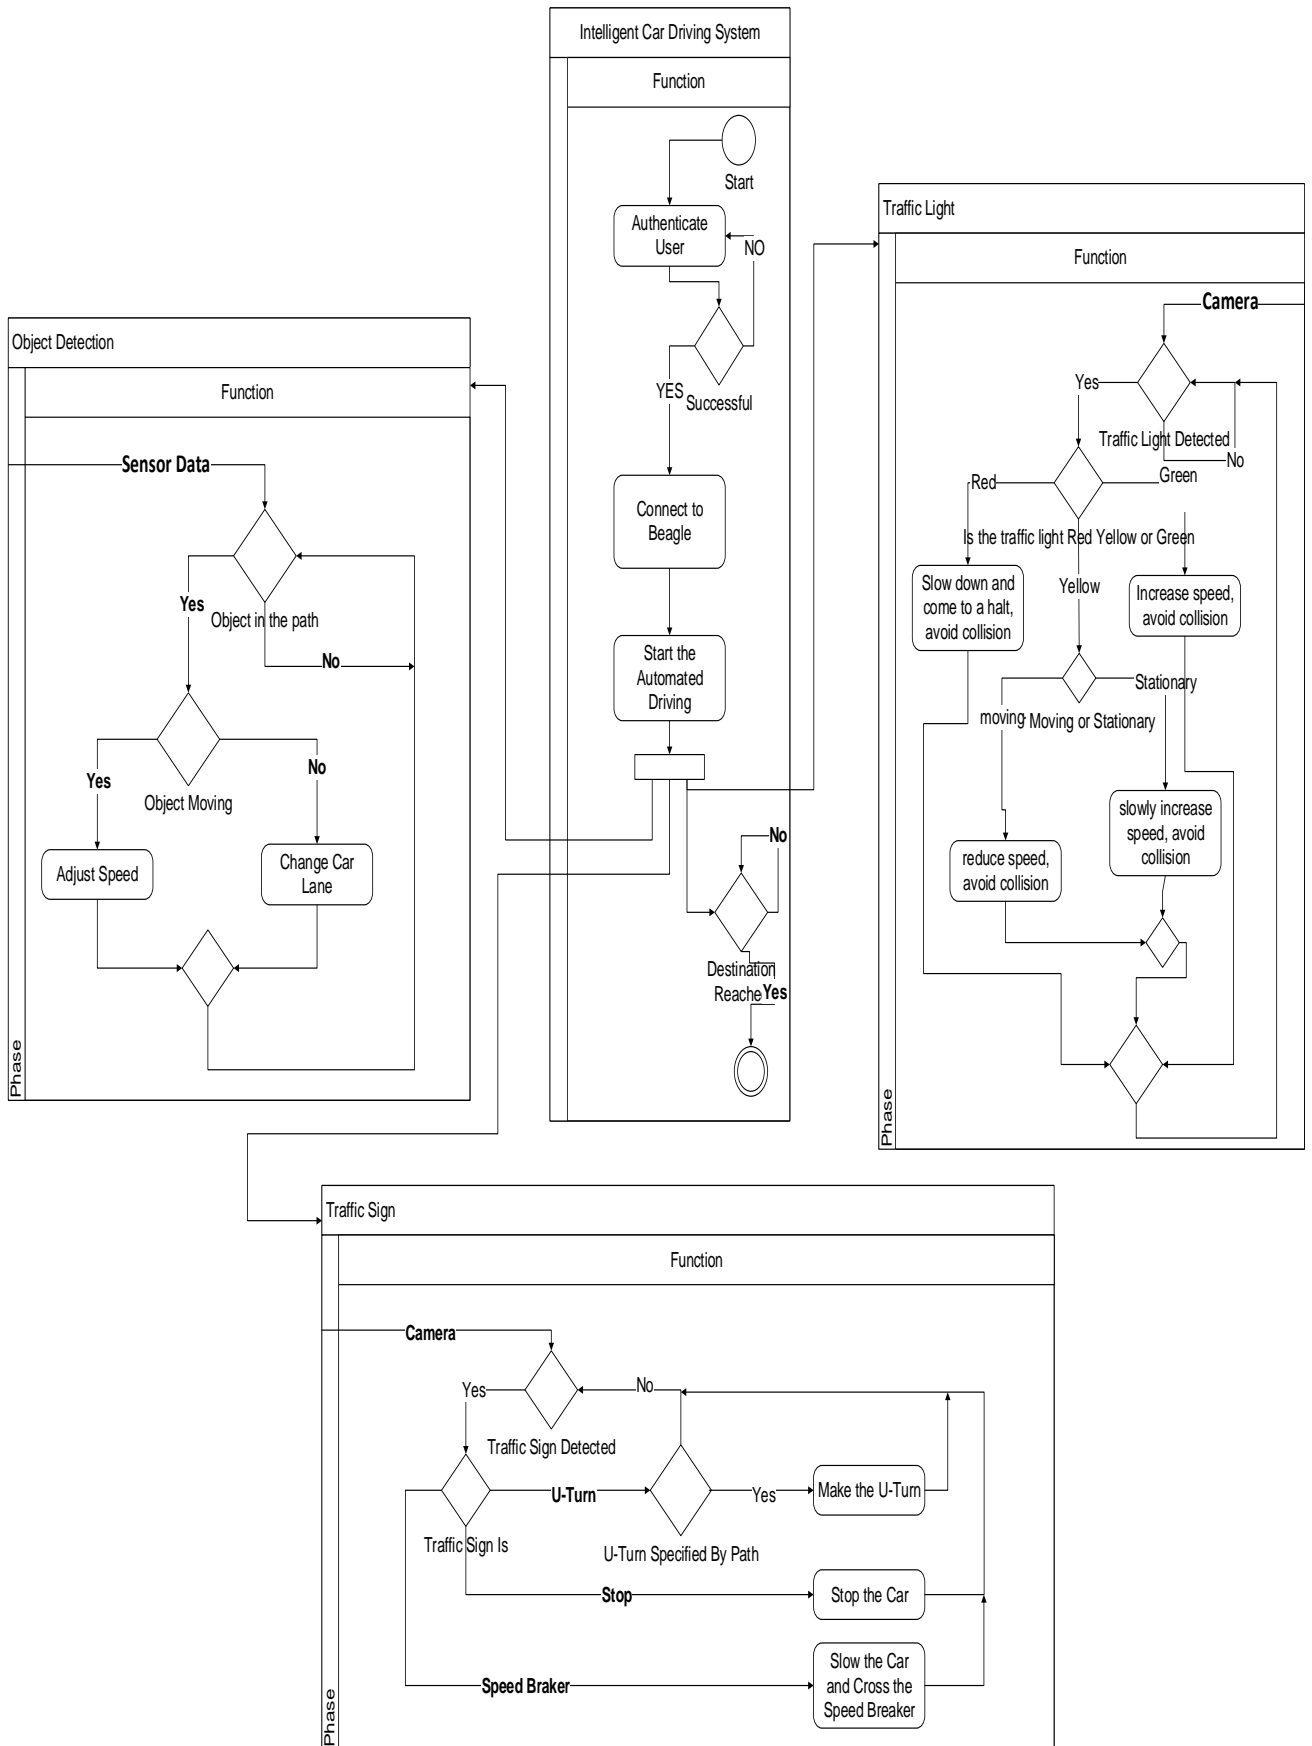 Intelligent Car Driving System
Function
Start
Authenticate
User
NO
YES
Successful
Connect to
Beagle
Start the
Automated
Driving
No
Destination
Reache
Yes
Object Detection
Function
Sensor Data
Yes
Object in the path
No
Yes
No
Object Moving
Adjust Speed
Change Car
Lane
Phase
Traffic Light
Function
Camera
Yes
Traffic Light Detected
No
Red
Green
Is the traffic light Red Yellow or Green
Slow down and
come to a halt,
avoid collision
Yellow
Increase speed,
avoid collision
Stationary
moving
Moving or Stationary
slowly increase
speed, avoid
collision
reduce speed,
avoid collision
Phase
Traffic Sign
Function
Camera
Yes
No
Traffic Sign Detected
U-Turn
Yes
Make the U-Turn
Traffic Sign Is
U-Turn Specified By Path
Stop
Stop the Car
Speed Braker
Slow the Car
and Cross the
Speed Breaker
Phase